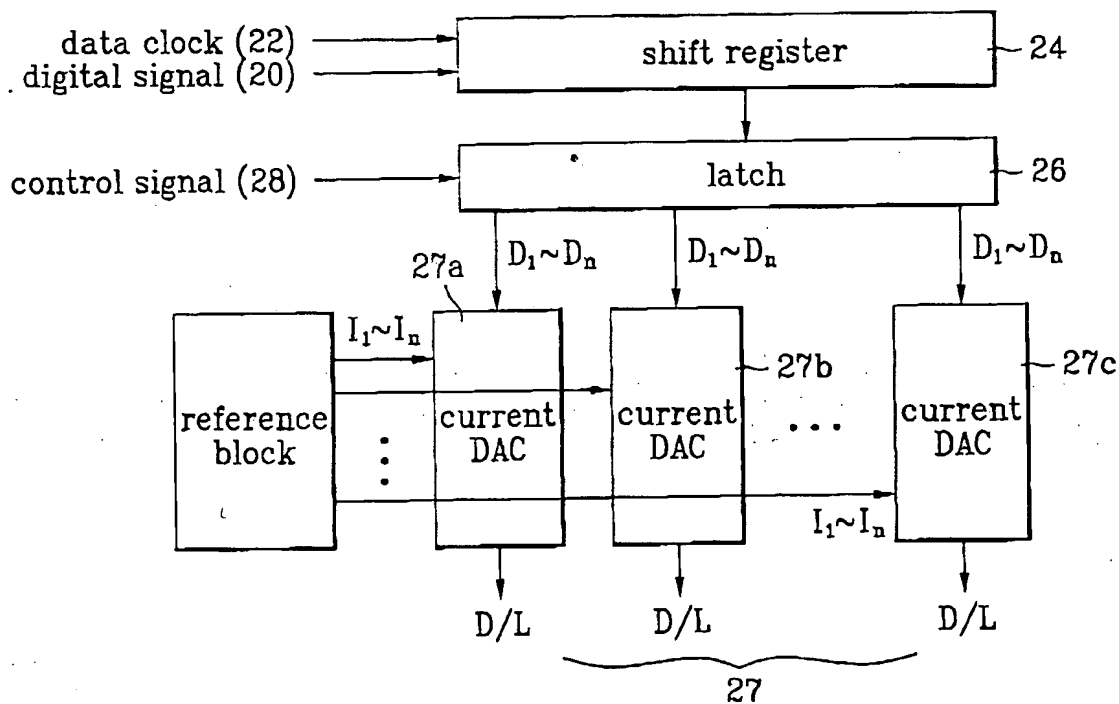 data clock (22)
digital signal (20)
shift register
24
control signal (28)
latch
26
D₁~Dₙ
D₁~Dₙ
D₁~Dₙ
27a
I₁~Iₙ
27b
27c
reference
block
current
DAC
current
DAC
current
DAC
I₁~Iₙ
D/L
D/L
D/L
27